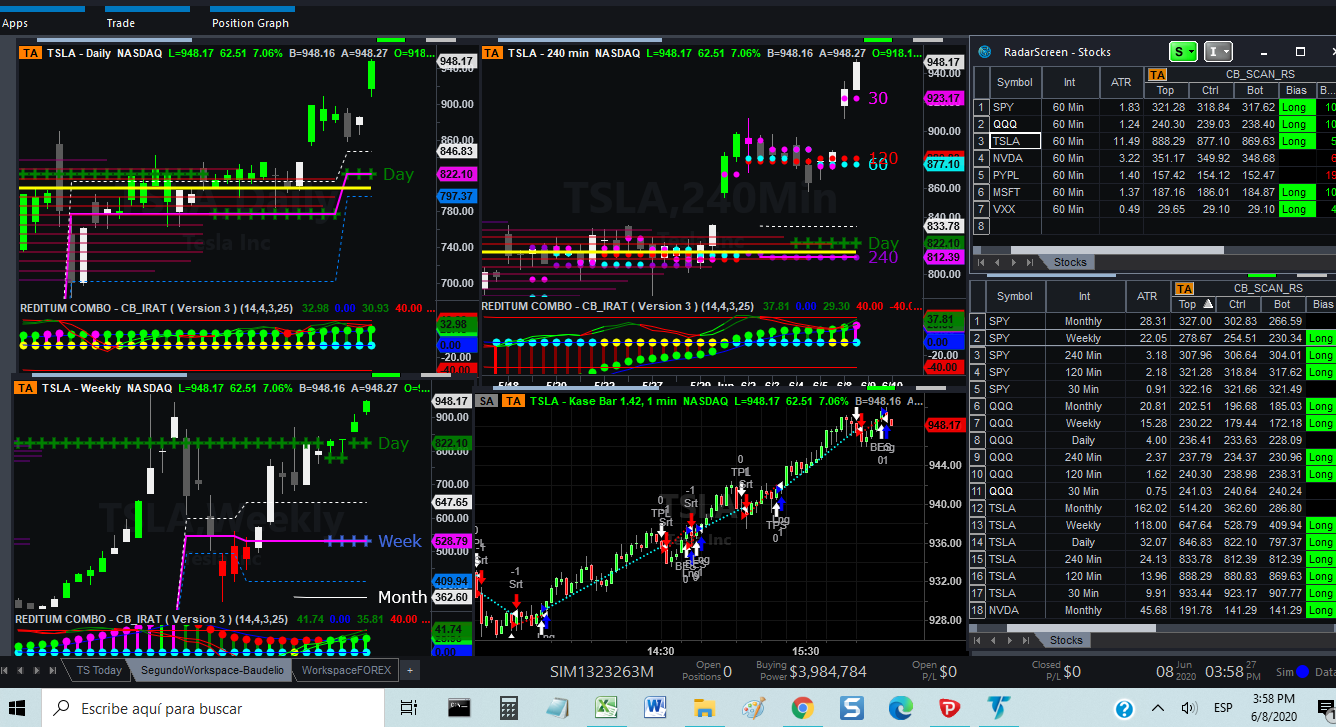 Apps Trade Position Graph
TA TSLA - Daily NASDAQ L=948.17 62.51 7.06% B=948.16 A=948.27 O=918...
948.17
900.00
860.00
846.83
822.10
797.37
780.00
740.00
700.00
Day
Tesla Inc
REDITUM COMBO - CB_IRAT ( Version 3 ) (14,4,3,25) 32.98 0.00 30.93 40.00
32.98
0.00
-20.00
-40.00
TA TSLA - 240 min NASDAQ L=948.17 62.51 7.06% B=948.16 A=948.27 O=918.1...
948.17
940.00
923.17
900.00
877.10
860.00
840.00
833.78
822.10
812.39
800.00
30
120
60
Day
240
TSLA,240Min
REDITUM COMBO - CB_IRAT ( Version 3 ) (14,4,3,25) 37.81 0.00 29.30 40.00 -40.0...
37.81
0.00
-20.00
-40.00
5/18 5/20 5/22 5/27 5/29 Jun 6/2 6/3 6/4 6/5 6/8 6/9 6/10
TA TSLA - Weekly NASDAQ L=948.17 62.51 7.06% B=948.16 A=948.27 O=...
948.17
900.00
822.10
800.00
647.65
600.00
528.79
500.00
409.94
362.60
Day
Week
Month
TSLA,Weekly
Tesla Inc
REDITUM COMBO - CB_IRAT ( Version 3 ) (14,4,3,25) 41.74 0.00 35.81 40.00
41.74
0.00
SA TA TSLA - Kase Bar 1.42, 1 min NASDAQ L=948.17 62.51 7.06% B=948.16 A...
948.17
944.00
940.00
936.00
932.00
928.00
14:30 15:30
RadarScreen - Stocks S I
Symbol Int ATR TA CB_SCAN_RS
Top Ctrl Bot Bias B...
1 SPY 60 Min 1.83 321.28 318.84 317.62 Long 10
2 QQQ 60 Min 1.24 240.30 239.03 238.40 Long 10
3 TSLA 60 Min 11.49 888.29 877.10 869.63 Long 5
4 NVDA 60 Min 3.22 351.17 349.92 348.68
5 PYPL 60 Min 1.40 157.42 154.12 152.47
6 MSFT 60 Min 1.37 187.16 186.01 184.87 Long 10
7 VXX 60 Min 0.49 29.65 29.10 29.10 Long 4
8
Stocks
Symbol Int ATR TA CB_SCAN_RS
Top Ctrl Bot Bias
1 SPY Monthly 28.31 327.00 302.83 266.59
2 SPY Weekly 22.05 278.67 254.51 230.34 Long
3 SPY 240 Min 3.18 307.96 306.64 304.01 Long
4 SPY 120 Min 2.18 321.28 318.84 317.62 Long
5 SPY 30 Min 0.91 322.16 321.66 321.49
6 QQQ Monthly 20.81 202.51 196.68 185.03 Long
7 QQQ Weekly 15.28 230.22 179.44 172.18 Long
8 QQQ Daily 4.00 236.41 233.63 228.09
9 QQQ 240 Min 2.37 237.79 234.37 230.96 Long
10 QQQ 120 Min 1.62 240.30 238.98 238.31 Long
11 QQQ 30 Min 0.75 241.03 240.64 240.24
12 TSLA Monthly 162.02 514.20 362.60 286.80
13 TSLA Weekly 118.00 647.64 528.79 409.94 Long
14 TSLA Daily 32.07 846.83 822.10 797.37 Long
15 TSLA 240 Min 24.13 833.78 812.39 812.39 Long
16 TSLA 120 Min 13.96 888.29 880.83 869.63 Long
17 TSLA 30 Min 9.91 933.44 923.17 907.77 Long
18 NVDA Monthly 45.68 191.78 141.29 141.29 Long
Stocks
TS Today SegundoWorkspace-Baudelio WorkspaceFOREX +
SIM1323263M Open Positions 0 Buying Power $3,984,784 Open P/L $0 Closed P/L $0 08 Jun 2020 03:58 27 PM Sim Data
Escribe aquí para buscar
ESP
3:58 PM
6/8/2020